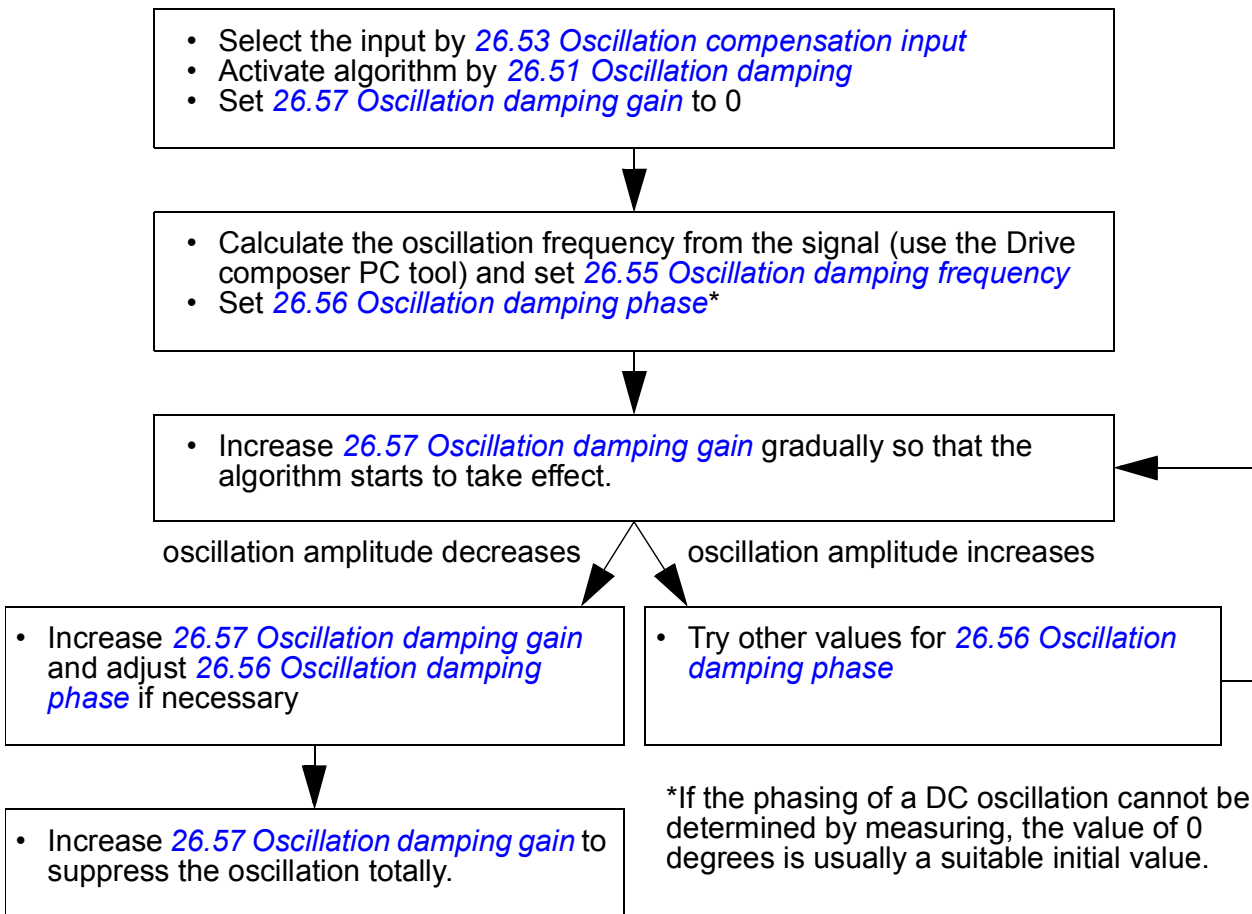 • Select the input by 26.53 Oscillation compensation input
• Activate algorithm by 26.51 Oscillation damping
• Set 26.57 Oscillation damping gain to 0
• Calculate the oscillation frequency from the signal (use the Drive
composer PC tool) and set 26.55 Oscillation damping frequency
• Set 26.56 Oscillation damping phase*
• Increase 26.57 Oscillation damping gain gradually so that the
algorithm starts to take effect.
oscillation amplitude decreases
oscillation amplitude increases
• Increase 26.57 Oscillation damping gain
and adjust 26.56 Oscillation damping
phase if necessary
• Try other values for 26.56 Oscillation
damping phase
• Increase 26.57 Oscillation damping gain to
suppress the oscillation totally.
*If the phasing of a DC oscillation cannot be
determined by measuring, the value of 0
degrees is usually a suitable initial value.